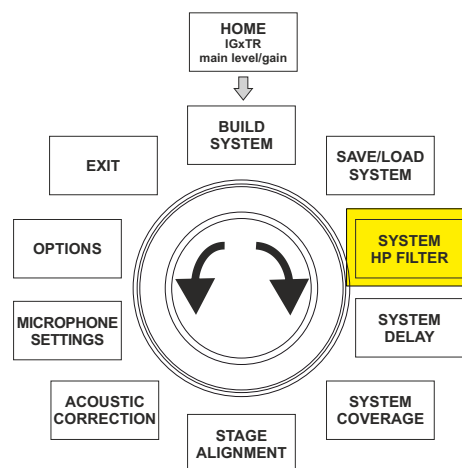 HOME
IGxTR
main level/gain
BUILD
SYSTEM
SAVE/LOAD
SYSTEM
SYSTEM
HP FILTER
SYSTEM
DELAY
SYSTEM
COVERAGE
STAGE
ALIGNMENT
ACOUSTIC
CORRECTION
MICROPHONE
SETTINGS
OPTIONS
EXIT